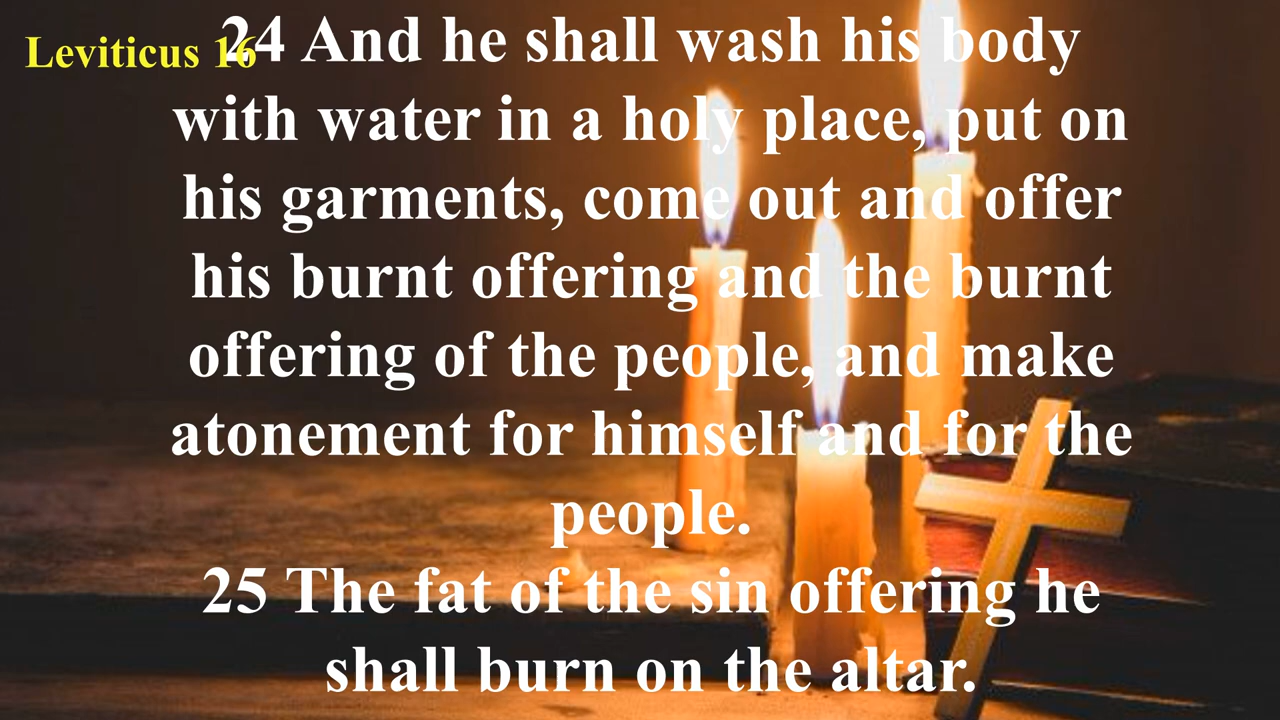 Leviticus 16
24 And he shall wash his body
with water in a holy place, put on
his garments, come out and offer
his burnt offering and the burnt
offering of the people, and make
atonement for himself and for the
people.
25 The fat of the sin offering he
shall burn on the altar.